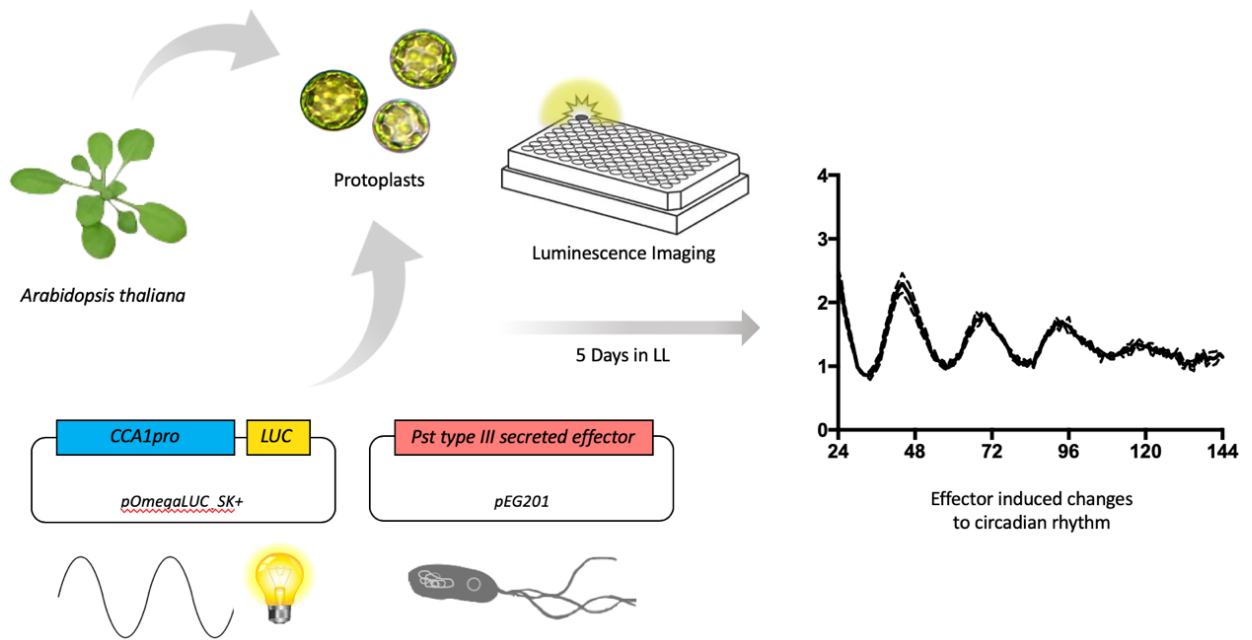 Protoplasts
Arabidopsis thaliana
Luminescence Imaging
5 Days in LL
CCA1pro
LUC
pOmegaLUC_SK+
Pst type III secreted effector
pEG201
4
3
2
1
0
24 48 72 96 120 144
Effector induced changes
to circadian rhythm